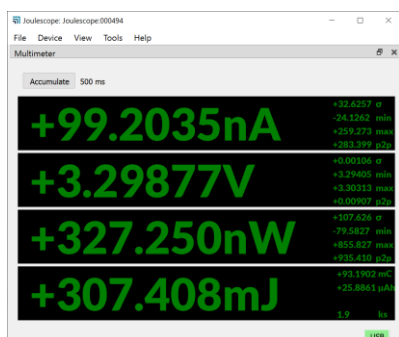 Joulescope: Joulescope:000494
File Device View Tools Help
Multimeter
Accumulate 500 ms
+99.2035nA
+32.6257 σ
-24.1262 min
+259.273 max
+283.399 p2p
+3.29877V
+0.00106 σ
+3.29405 min
+3.30313 max
+0.00907 p2p
+327.250nW
+107.626 σ
-79.5827 min
+855.827 max
+935.410 p2p
+307.408mJ
+93.1902 mC
+25.8861 µAh
1.9 ks
USB